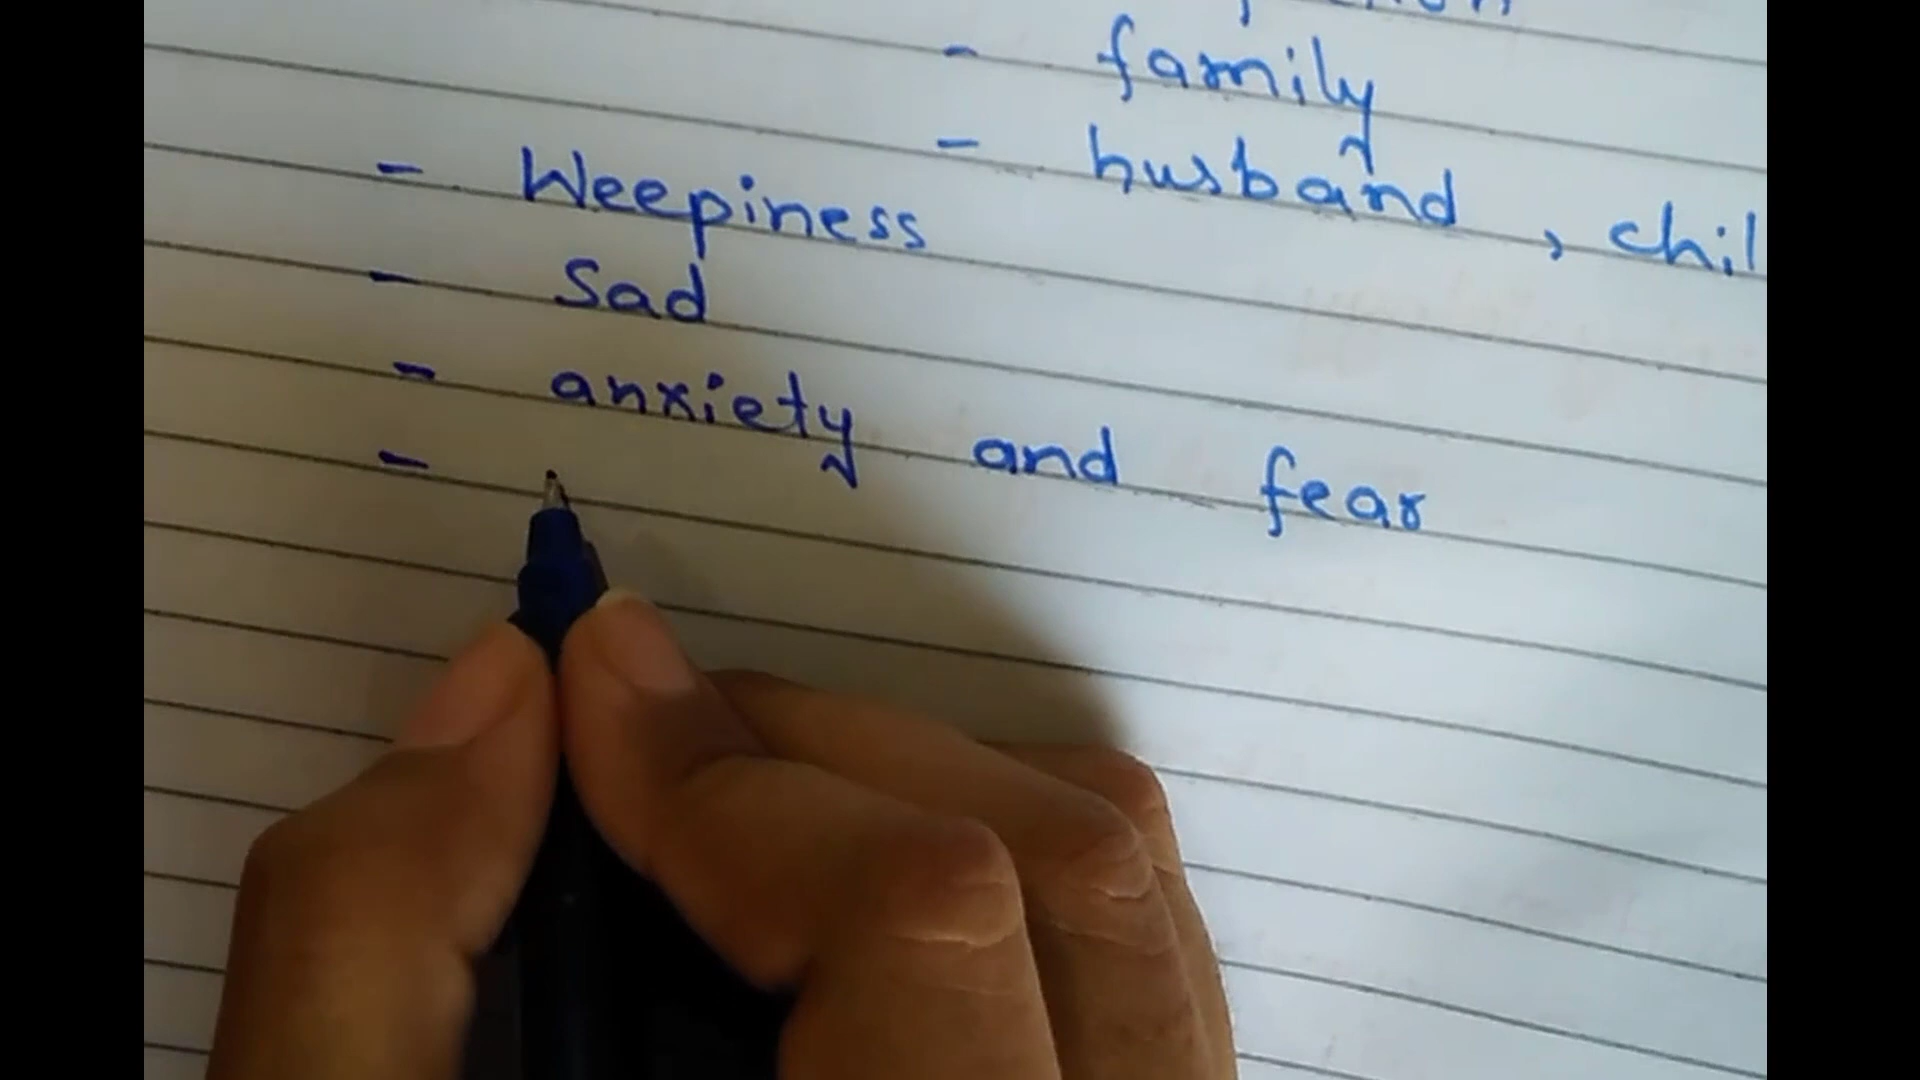 - family
- husband, chil
- Weepiness
- Sad
- anxiety and fear
-